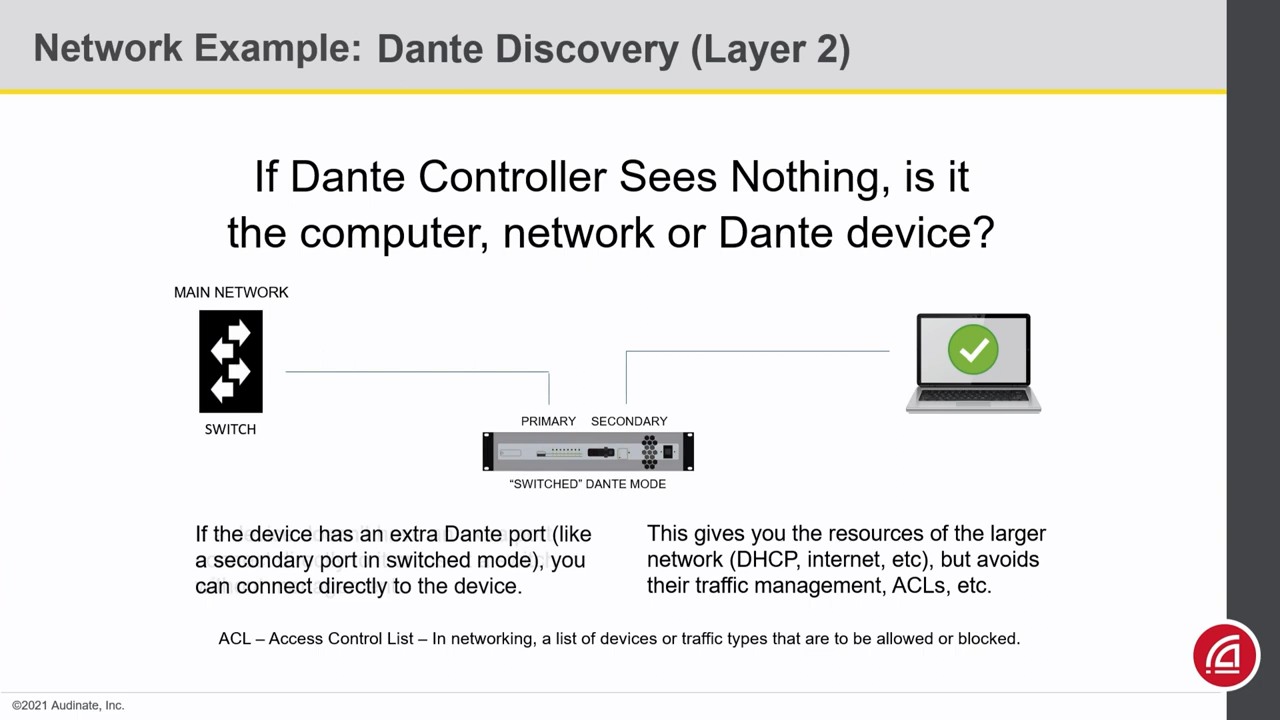 Network Example: Dante Discovery (Layer 2)
If Dante Controller Sees Nothing, is it
the computer, network or Dante device?
MAIN NETWORK
SWITCH
PRIMARY SECONDARY
“SWITCHED” DANTE MODE
If the device has an extra Dante port (like
a secondary port in switched mode), you
can connect directly to the device.
This gives you the resources of the larger
network (DHCP, internet, etc), but avoids
their traffic management, ACLs, etc.
ACL – Access Control List – In networking, a list of devices or traffic types that are to be allowed or blocked.
©2021 Audinate, Inc.